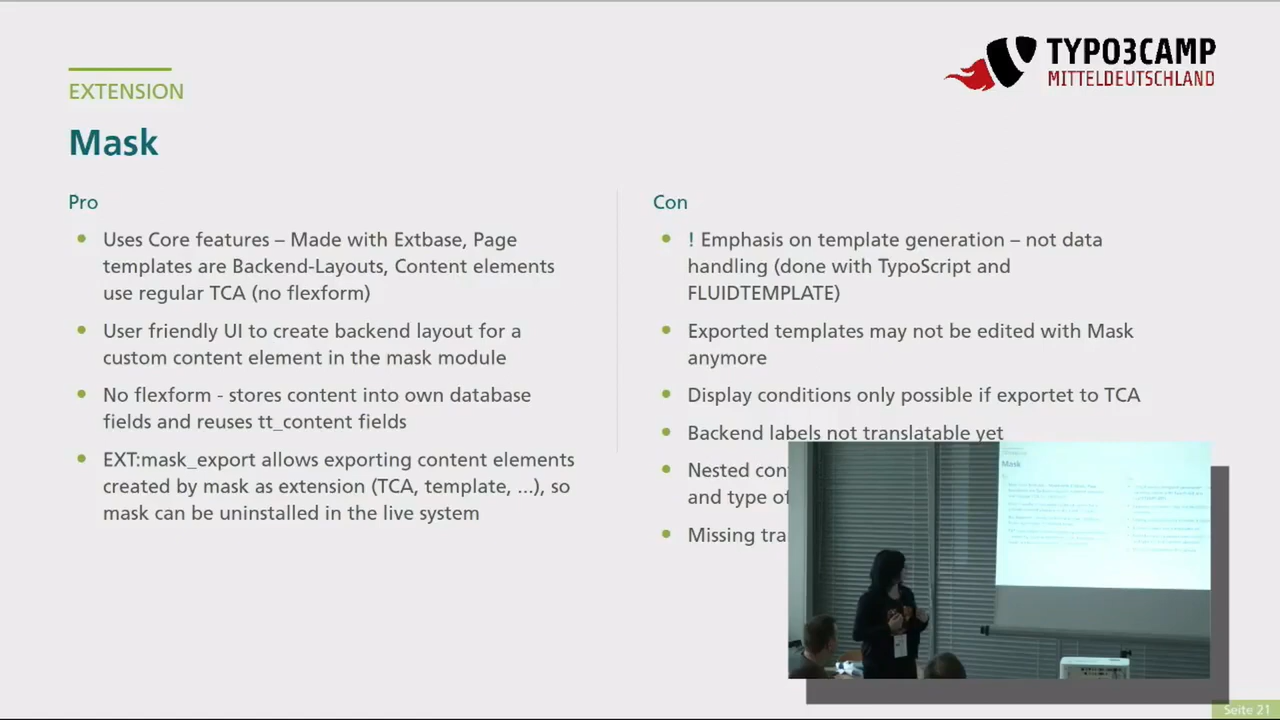 TYPO3CAMP
MITTELDEUTSCHLAND
EXTENSION
Mask
Pro
Uses Core features – Made with Extbase, Page
templates are Backend-Layouts, Content elements
use regular TCA (no flexform)
User friendly UI to create backend layout for a
custom content element in the mask module
No flexform - stores content into own database
fields and reuses tt_content fields
EXT:mask_export allows exporting content elements
created by mask as extension (TCA, template, ...), so
mask can be uninstalled in the live system
Con
! Emphasis on template generation – not data
handling (done with TypoScript and
FLUIDTEMPLATE)
Exported templates may not be edited with Mask
anymore
Display conditions only possible if exportet to TCA
Backend labels not translatable yet
Nested con
and type of
Missing tra
Mask
Seite 21